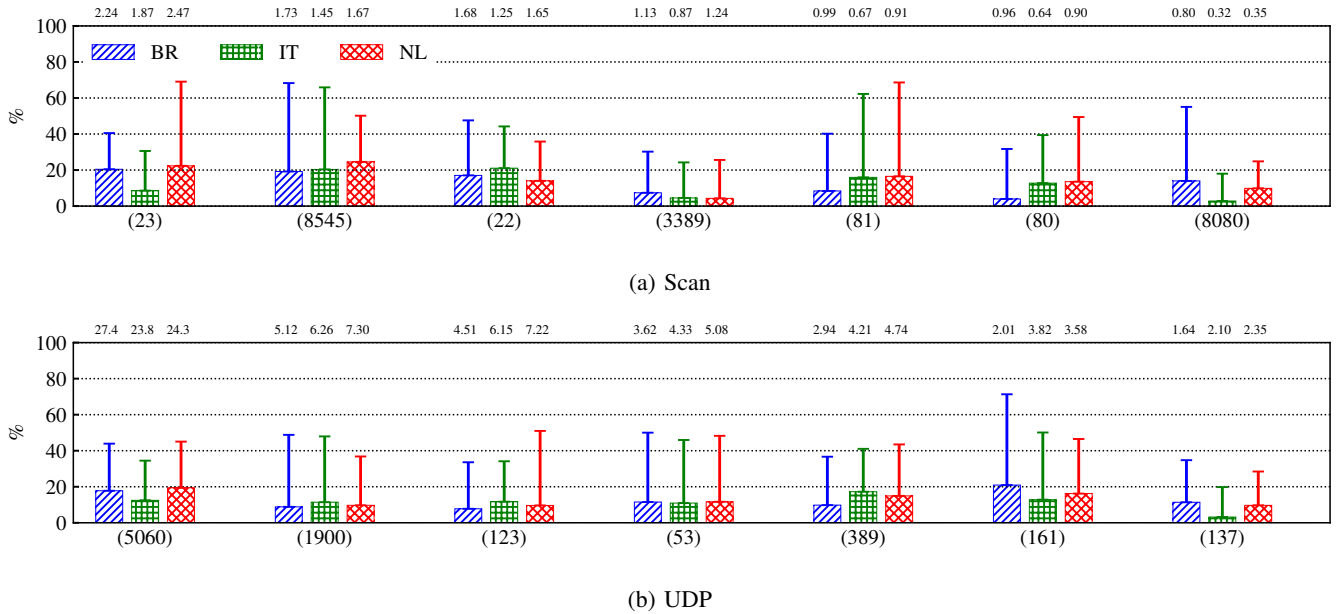 2.24 1.87 2.47 1.73 1.45 1.67 1.68 1.25 1.65 1.13 0.87 1.24 0.99 0.67 0.91 0.96 0.64 0.90 0.80 0.32 0.35
100
BR IT NL
80
60
%
40
20
0
(23) (8545) (22) (3389) (81) (80) (8080)
(a) Scan
27.4 23.8 24.3 5.12 6.26 7.30 4.51 6.15 7.22 3.62 4.33 5.08 2.94 4.21 4.74 2.01 3.82 3.58 1.64 2.10 2.35
100
80
60
%
40
20
0
(5060) (1900) (123) (53) (389) (161) (137)
(b) UDP